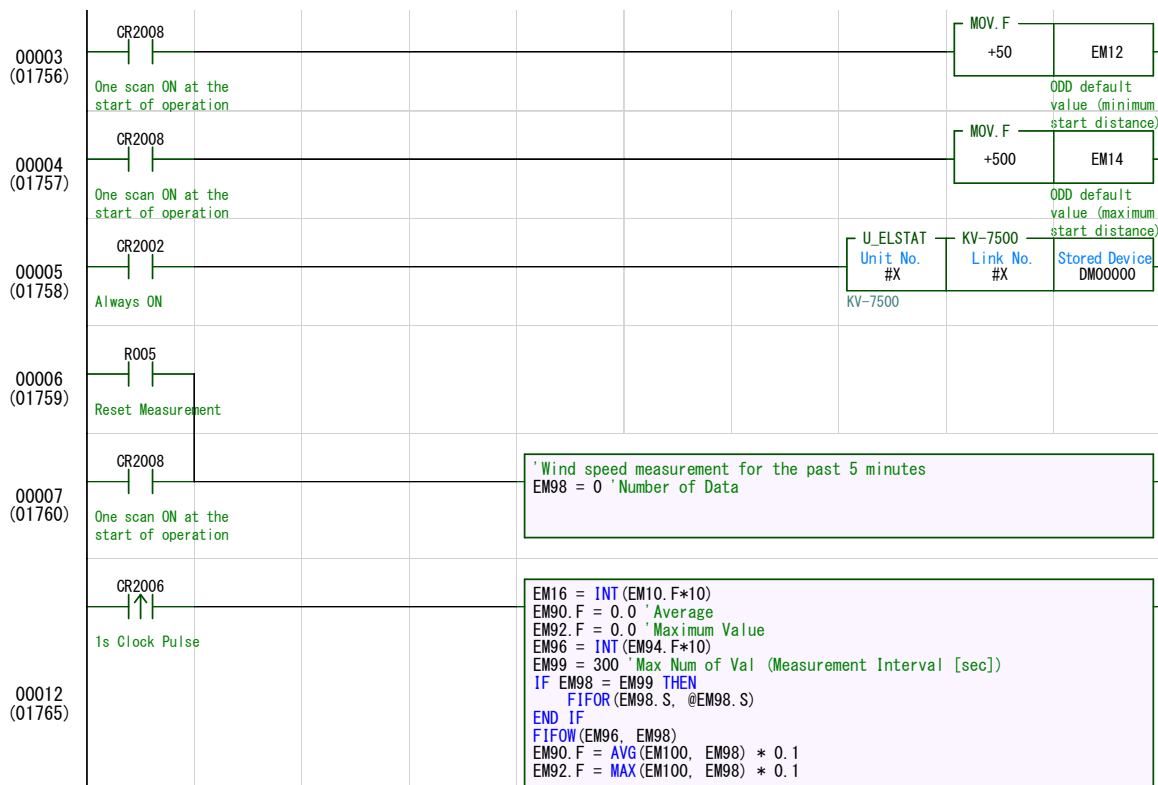 CR2008
MOV.F
00003
(01756)
+50
EM12
One scan ON at the
start of operation
ODD default
value (minimum
start distance)
CR2008
MOV.F
00004
(01757)
+500
EM14
One scan ON at the
start of operation
ODD default
value (maximum
start distance)
CR2002
U_ELSTAT
KV-7500
00005
(01758)
Unit No.
#X
Link No.
#X
Stored Device
DM00000
Always ON
KV-7500
R005
00006
(01759)
Reset Measurement
CR2008
00007
(01760)
One scan ON at the
start of operation
'Wind speed measurement for the past 5 minutes
EM98 = 0 'Number of Data
CR2006
1s Clock Pulse
00012
(01765)
EM16 = INT(EM10.F*10)
EM90.F = 0.0 'Average
EM92.F = 0.0 'Maximum Value
EM96 = INT(EM94.F*10)
EM99 = 300 'Max Num of Val (Measurement Interval [sec])
IF EM98 = EM99 THEN
FIFOR(EM98.S, @EM98.S)
END IF
FIFOW(EM96, EM98)
EM90.F = AVG(EM100, EM98) * 0.1
EM92.F = MAX(EM100, EM98) * 0.1